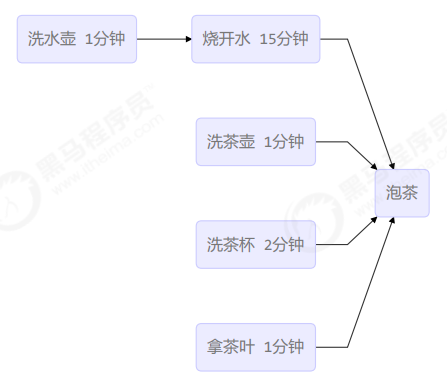 洗水壶 1分钟
烧开水 15分钟
洗茶壶 1分钟
泡茶
洗茶杯 2分钟
拿茶叶 1分钟
黑马程序员
www.itheima.com
黑马程序员